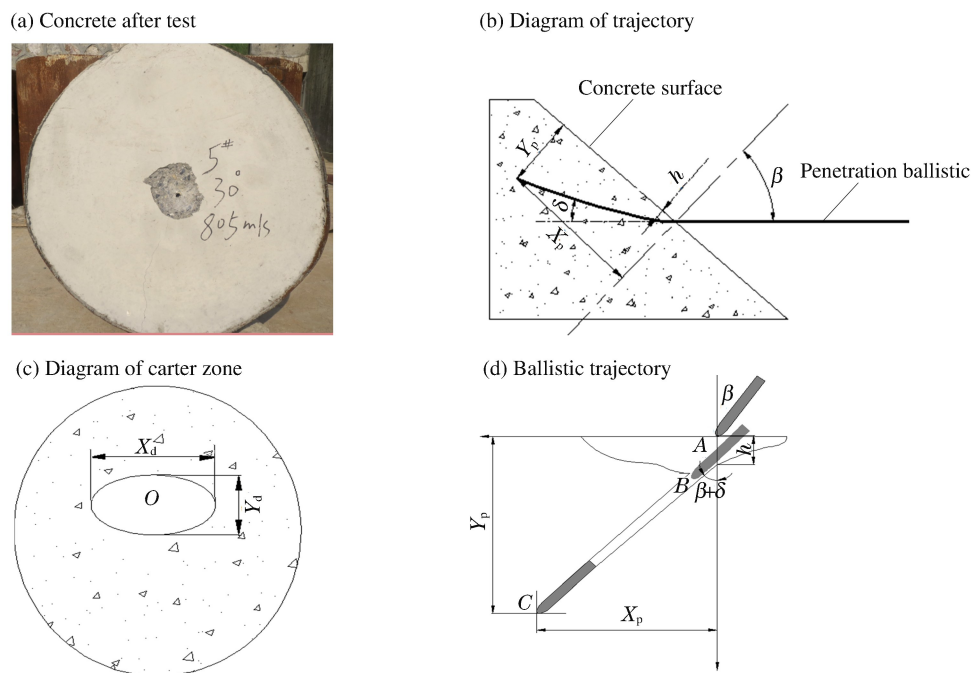 (a) Concrete after test
5#
30°
805m/s
(b) Diagram of trajectory
Concrete surface
Yp
h
β
Penetration ballistic
δ
Xp
(c) Diagram of carter zone
Xd
O
Yd
(d) Ballistic trajectory
β
A
h
B
β+δ
Yp
C
Xp